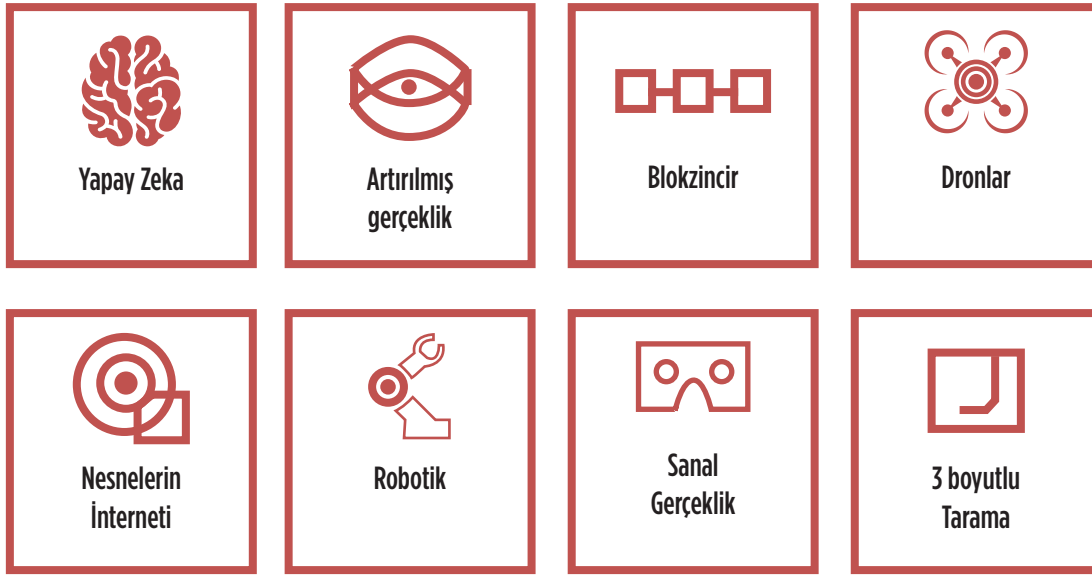 Yapay Zeka
Artırılmış
gerçeklik
Blokzincir
Dronlar
Nesnelerin
İnterneti
Robotik
Sanal
Gerçeklik
3 boyutlu
Tarama